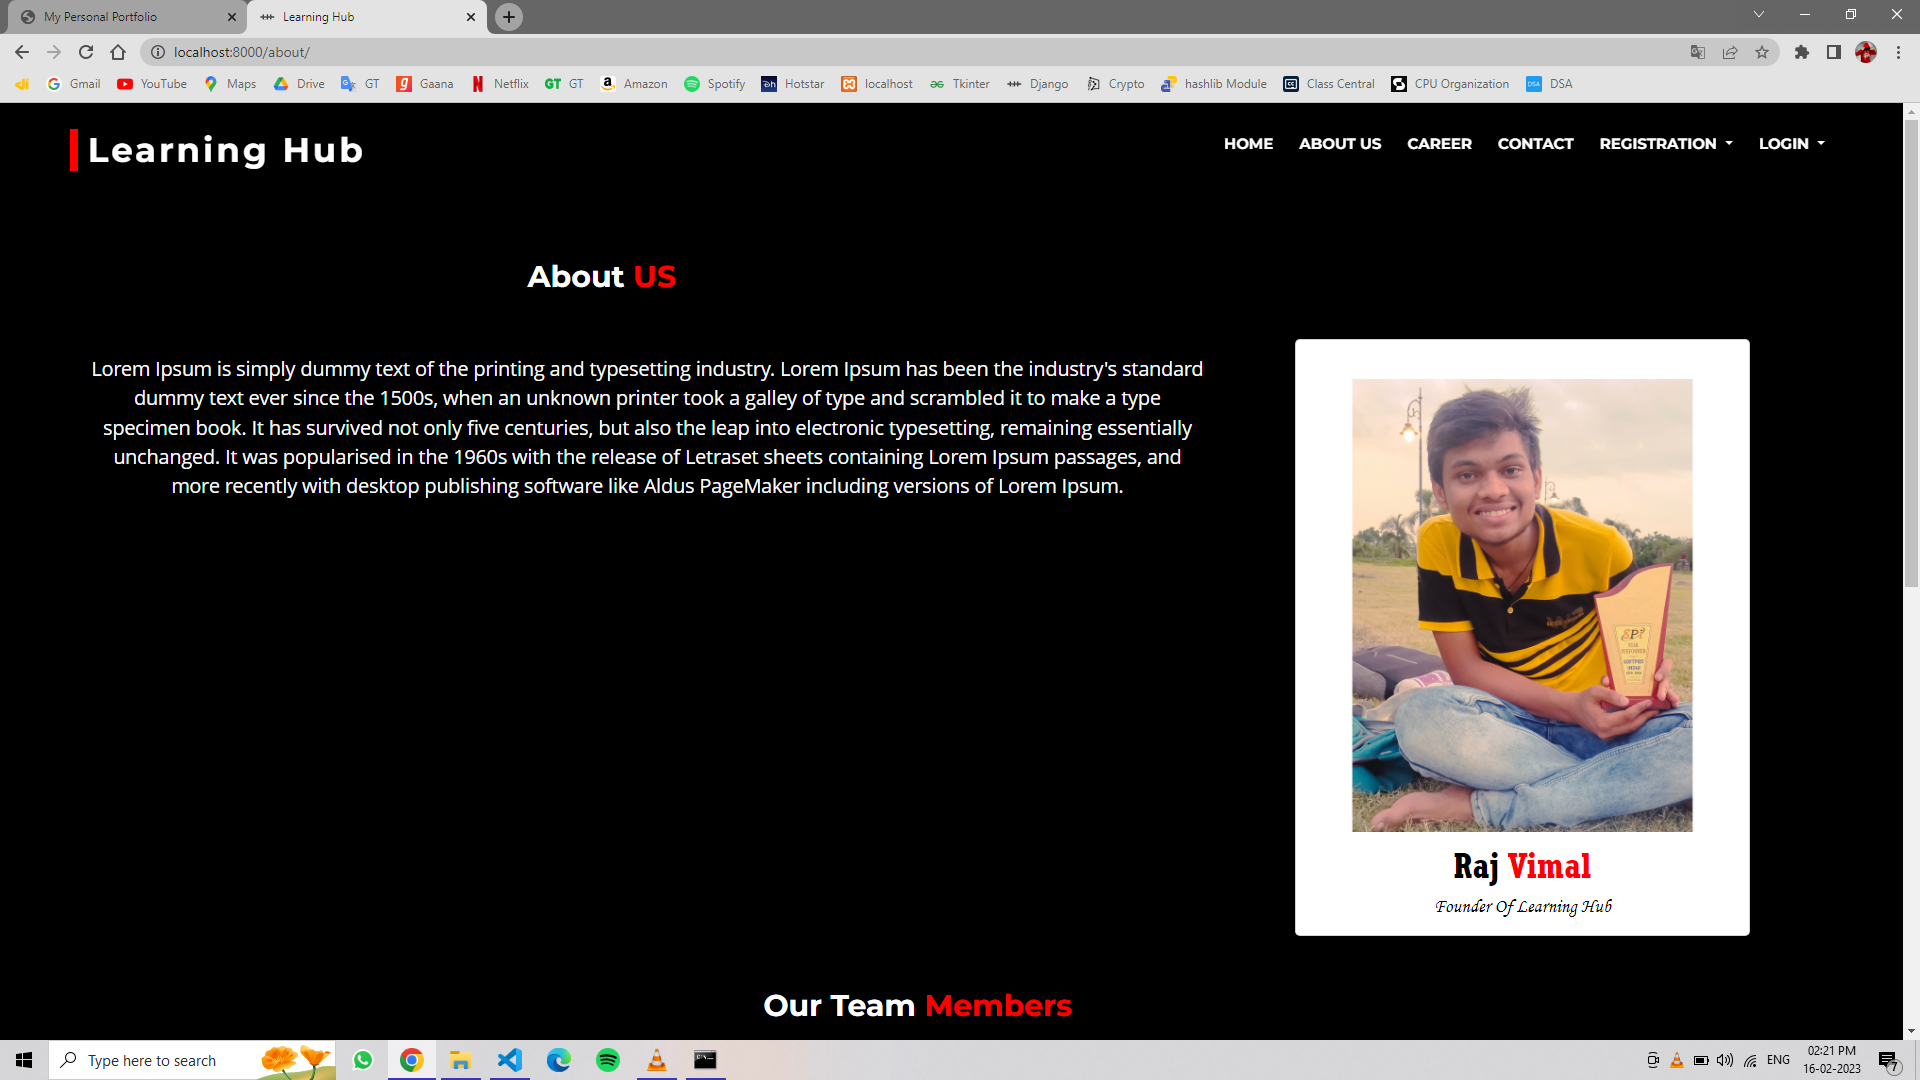 My Personal Portfolio
Learning Hub
localhost:8000/about/
Gmail
YouTube
Maps
Drive
GT
Gaana
Netflix
GT GT
Amazon
Spotify
Hotstar
localhost
Tkinter
Django
Crypto
hashlib Module
Class Central
CPU Organization
DSA DSA
Learning Hub
HOME
ABOUT US
CAREER
CONTACT
REGISTRATION
LOGIN
About US
Lorem Ipsum is simply dummy text of the printing and typesetting industry. Lorem Ipsum has been the industry's standard
dummy text ever since the 1500s, when an unknown printer took a galley of type and scrambled it to make a type
specimen book. It has survived not only five centuries, but also the leap into electronic typesetting, remaining essentially
unchanged. It was popularised in the 1960s with the release of Letraset sheets containing Lorem Ipsum passages, and
more recently with desktop publishing software like Aldus PageMaker including versions of Lorem Ipsum.
Raj Vimal
Founder Of Learning Hub
Our Team Members
Type here to search
ENG
02:21 PM
16-02-2023
7